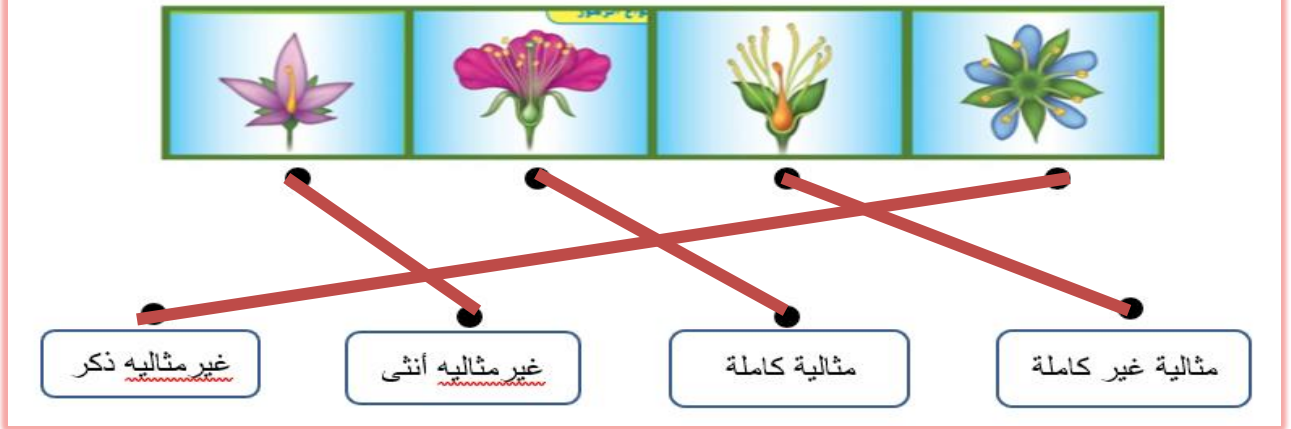 مثالية غير كاملة
مثالية كاملة
غير مثاليه أنثى
غير مثاليه ذكر